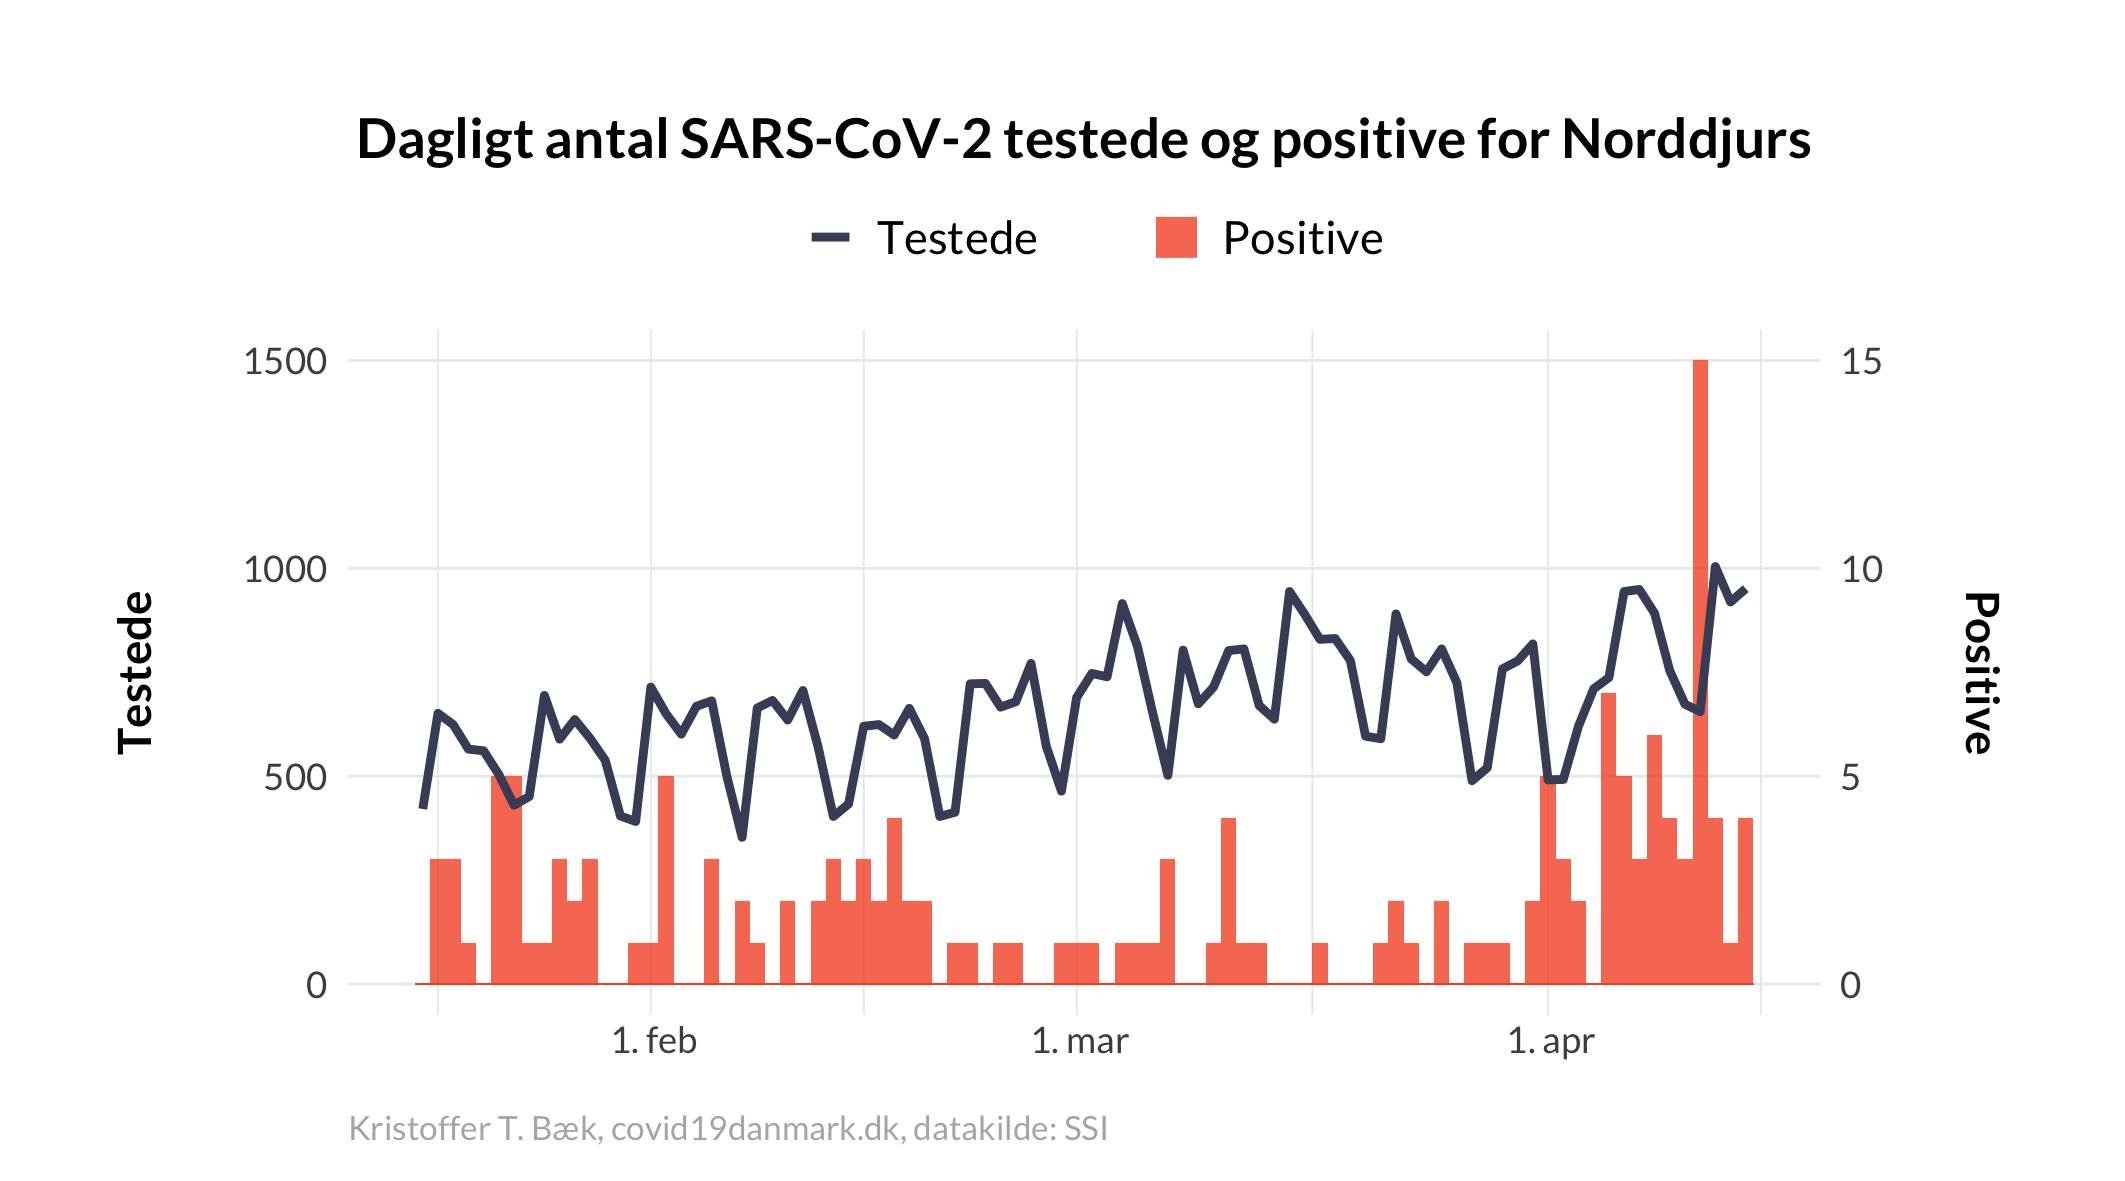 Dagligt antal SARS-CoV-2 testede og positive for Norddjurs
Testede
Positive
1500
1000
500
0
15
10
5
0
Testede
Positive
1. feb
1. mar
1. apr
Kristoffer T. Bæk, covid19danmark.dk, datakilde: SSI